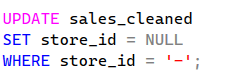 UPDATE sales_cleaned
SET store_id = NULL
WHERE store_id = '-';